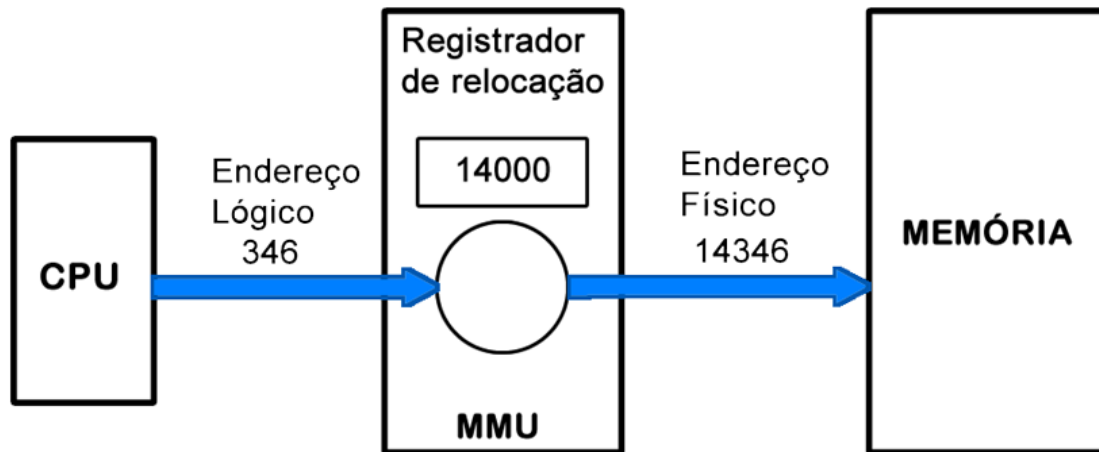 CPU
Endereço
Lógico
346
Registrador
de relocação
14000
MMU
Endereço
Físico
14346
MEMÓRIA